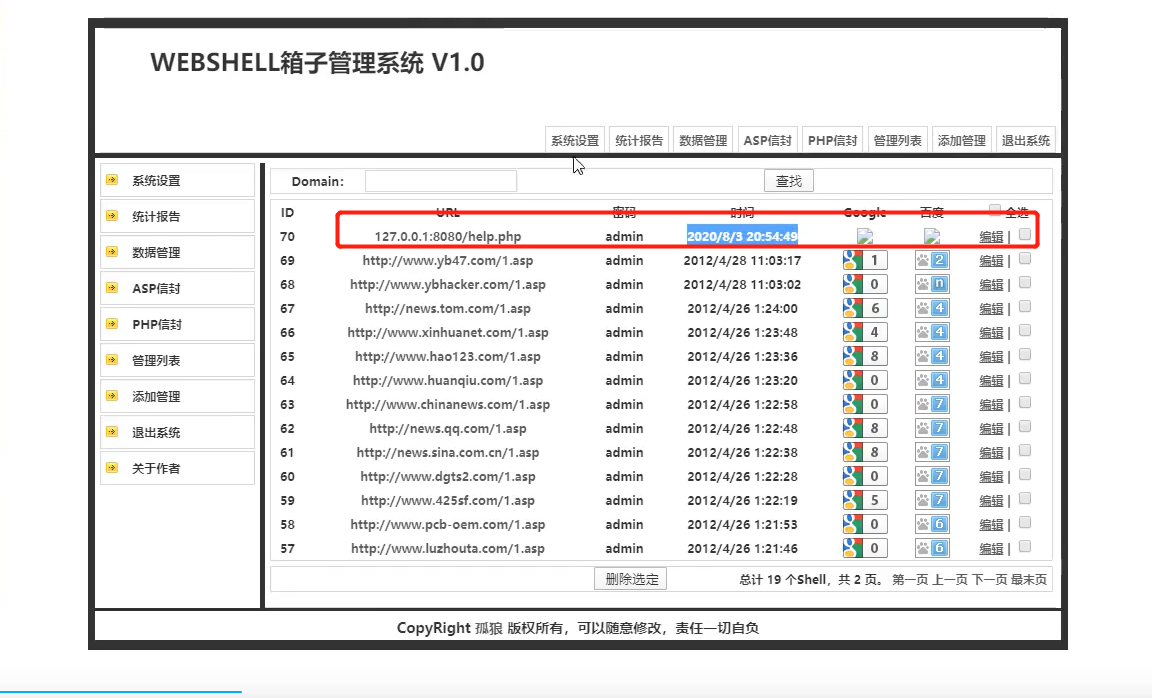 WEBSHELL箱子管理系统 V1.0
系统设置 统计报告 数据管理 ASP信封 PHP信封 管理列表 添加管理 退出系统
系统设置
统计报告
数据管理
ASP信封
PHP信封
管理列表
添加管理
退出系统
关于作者
Domain: 查找
ID URL 密码 时间 Google 百度 全选
70 127.0.0.1:8080/help.php admin 2020/8/3 20:54:49 编辑 |
69 http://www.yb47.com/1.asp admin 2012/4/28 11:03:17 1 2 编辑 |
68 http://www.ybhacker.com/1.asp admin 2012/4/28 11:03:02 0 n 编辑 |
67 http://news.tom.com/1.asp admin 2012/4/26 1:24:00 6 4 编辑 |
66 http://www.xinhuanet.com/1.asp admin 2012/4/26 1:23:48 4 4 编辑 |
65 http://www.hao123.com/1.asp admin 2012/4/26 1:23:36 8 4 编辑 |
64 http://www.huanqiu.com/1.asp admin 2012/4/26 1:23:20 0 4 编辑 |
63 http://www.chinanews.com/1.asp admin 2012/4/26 1:22:58 0 7 编辑 |
62 http://news.qq.com/1.asp admin 2012/4/26 1:22:48 8 7 编辑 |
61 http://news.sina.com.cn/1.asp admin 2012/4/26 1:22:38 8 7 编辑 |
60 http://www.dgts2.com/1.asp admin 2012/4/26 1:22:28 0 7 编辑 |
59 http://www.425sf.com/1.asp admin 2012/4/26 1:22:19 5 7 编辑 |
58 http://www.pcb-oem.com/1.asp admin 2012/4/26 1:21:53 0 6 编辑 |
57 http://www.luzhouta.com/1.asp admin 2012/4/26 1:21:46 0 6 编辑 |
删除选定 总计 19 个Shell，共 2 页。 第一页 上一页 下一页 最末页
CopyRight 孤狼 版权所有，可以随意修改，责任一切自负